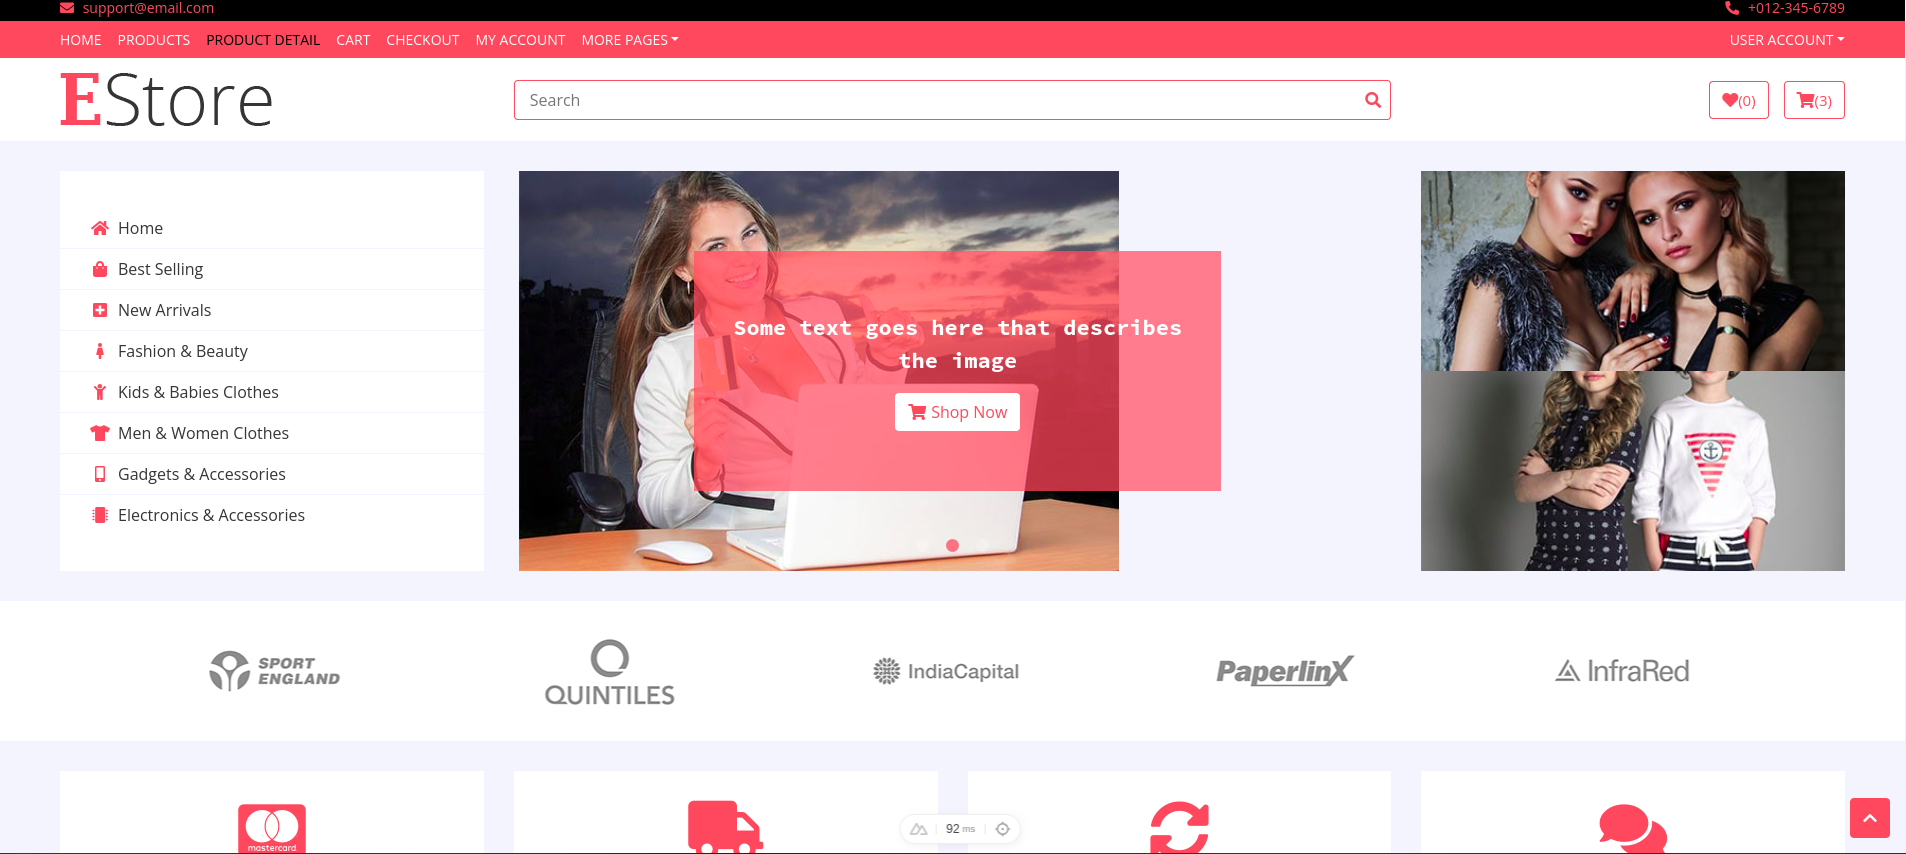 support@email.com
+012-345-6789
HOME PRODUCTS PRODUCT DETAIL CART CHECKOUT MY ACCOUNT MORE PAGES
USER ACCOUNT
EStore
Search
(0)
(3)
Home
Best Selling
New Arrivals
Fashion & Beauty
Kids & Babies Clothes
Men & Women Clothes
Gadgets & Accessories
Electronics & Accessories
Some text goes here that describes
the image
Shop Now
SPORT
ENGLAND
QUINTILES
IndiaCapital
PaperlinX
InfraRed
mastercard
92 ms